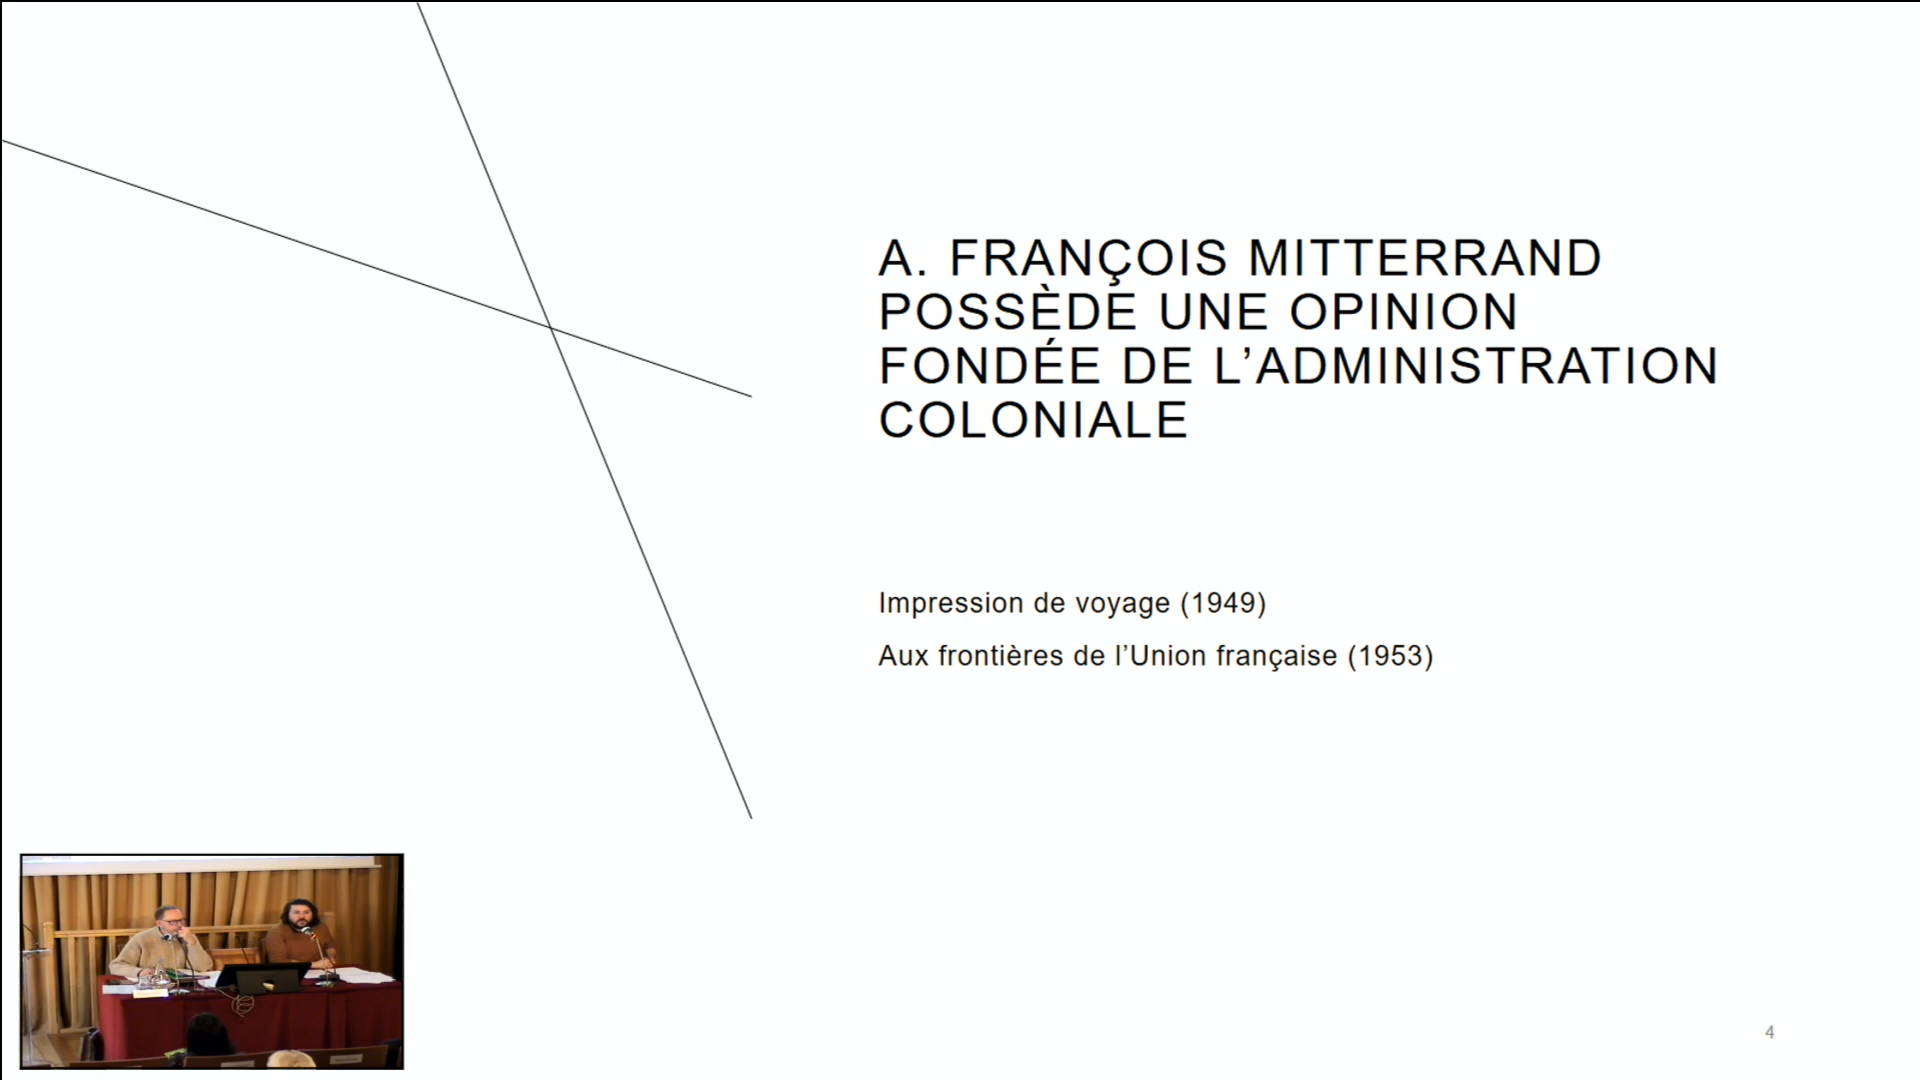 A. FRANÇOIS MITTERRAND
POSSÈDE UNE OPINION
FONDÉE DE L’ADMINISTRATION
COLONIALE
Impression de voyage (1949)
Aux frontières de l’Union française (1953)
4